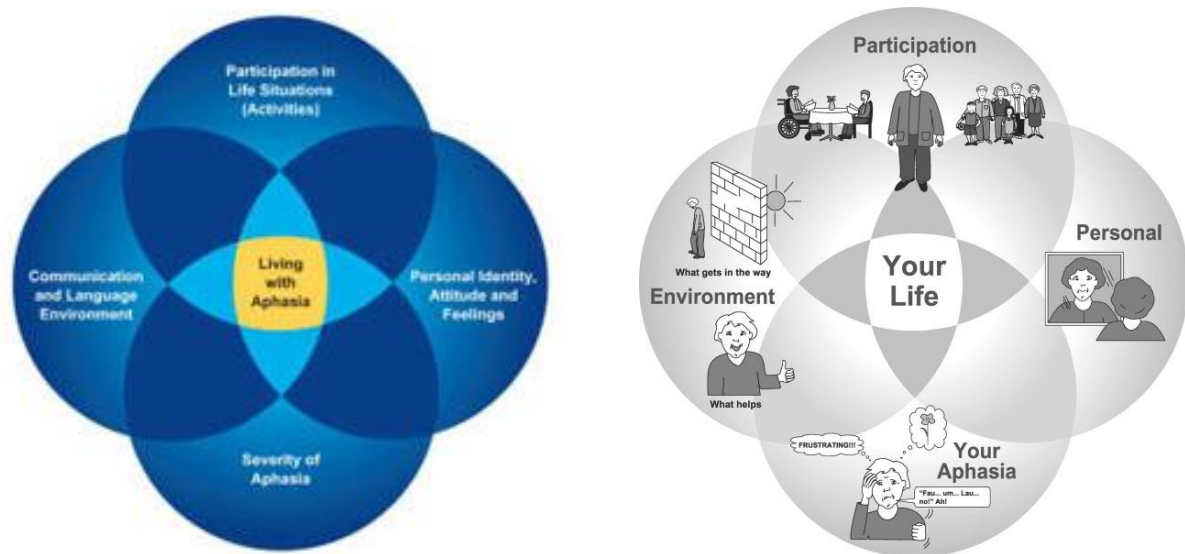 Participation in
Life Situations
(Activities)
Communication
and Language
Environment
Living
with
Aphasia
Personal Identity,
Attitude and
Feelings
Severity of
Aphasia
Participation
What gets in the way
Environment
What helps
Your
Life
Personal
FRUSTRATING!!!
Your
Aphasia
"Fau... um... Lau...
no!" Ah!